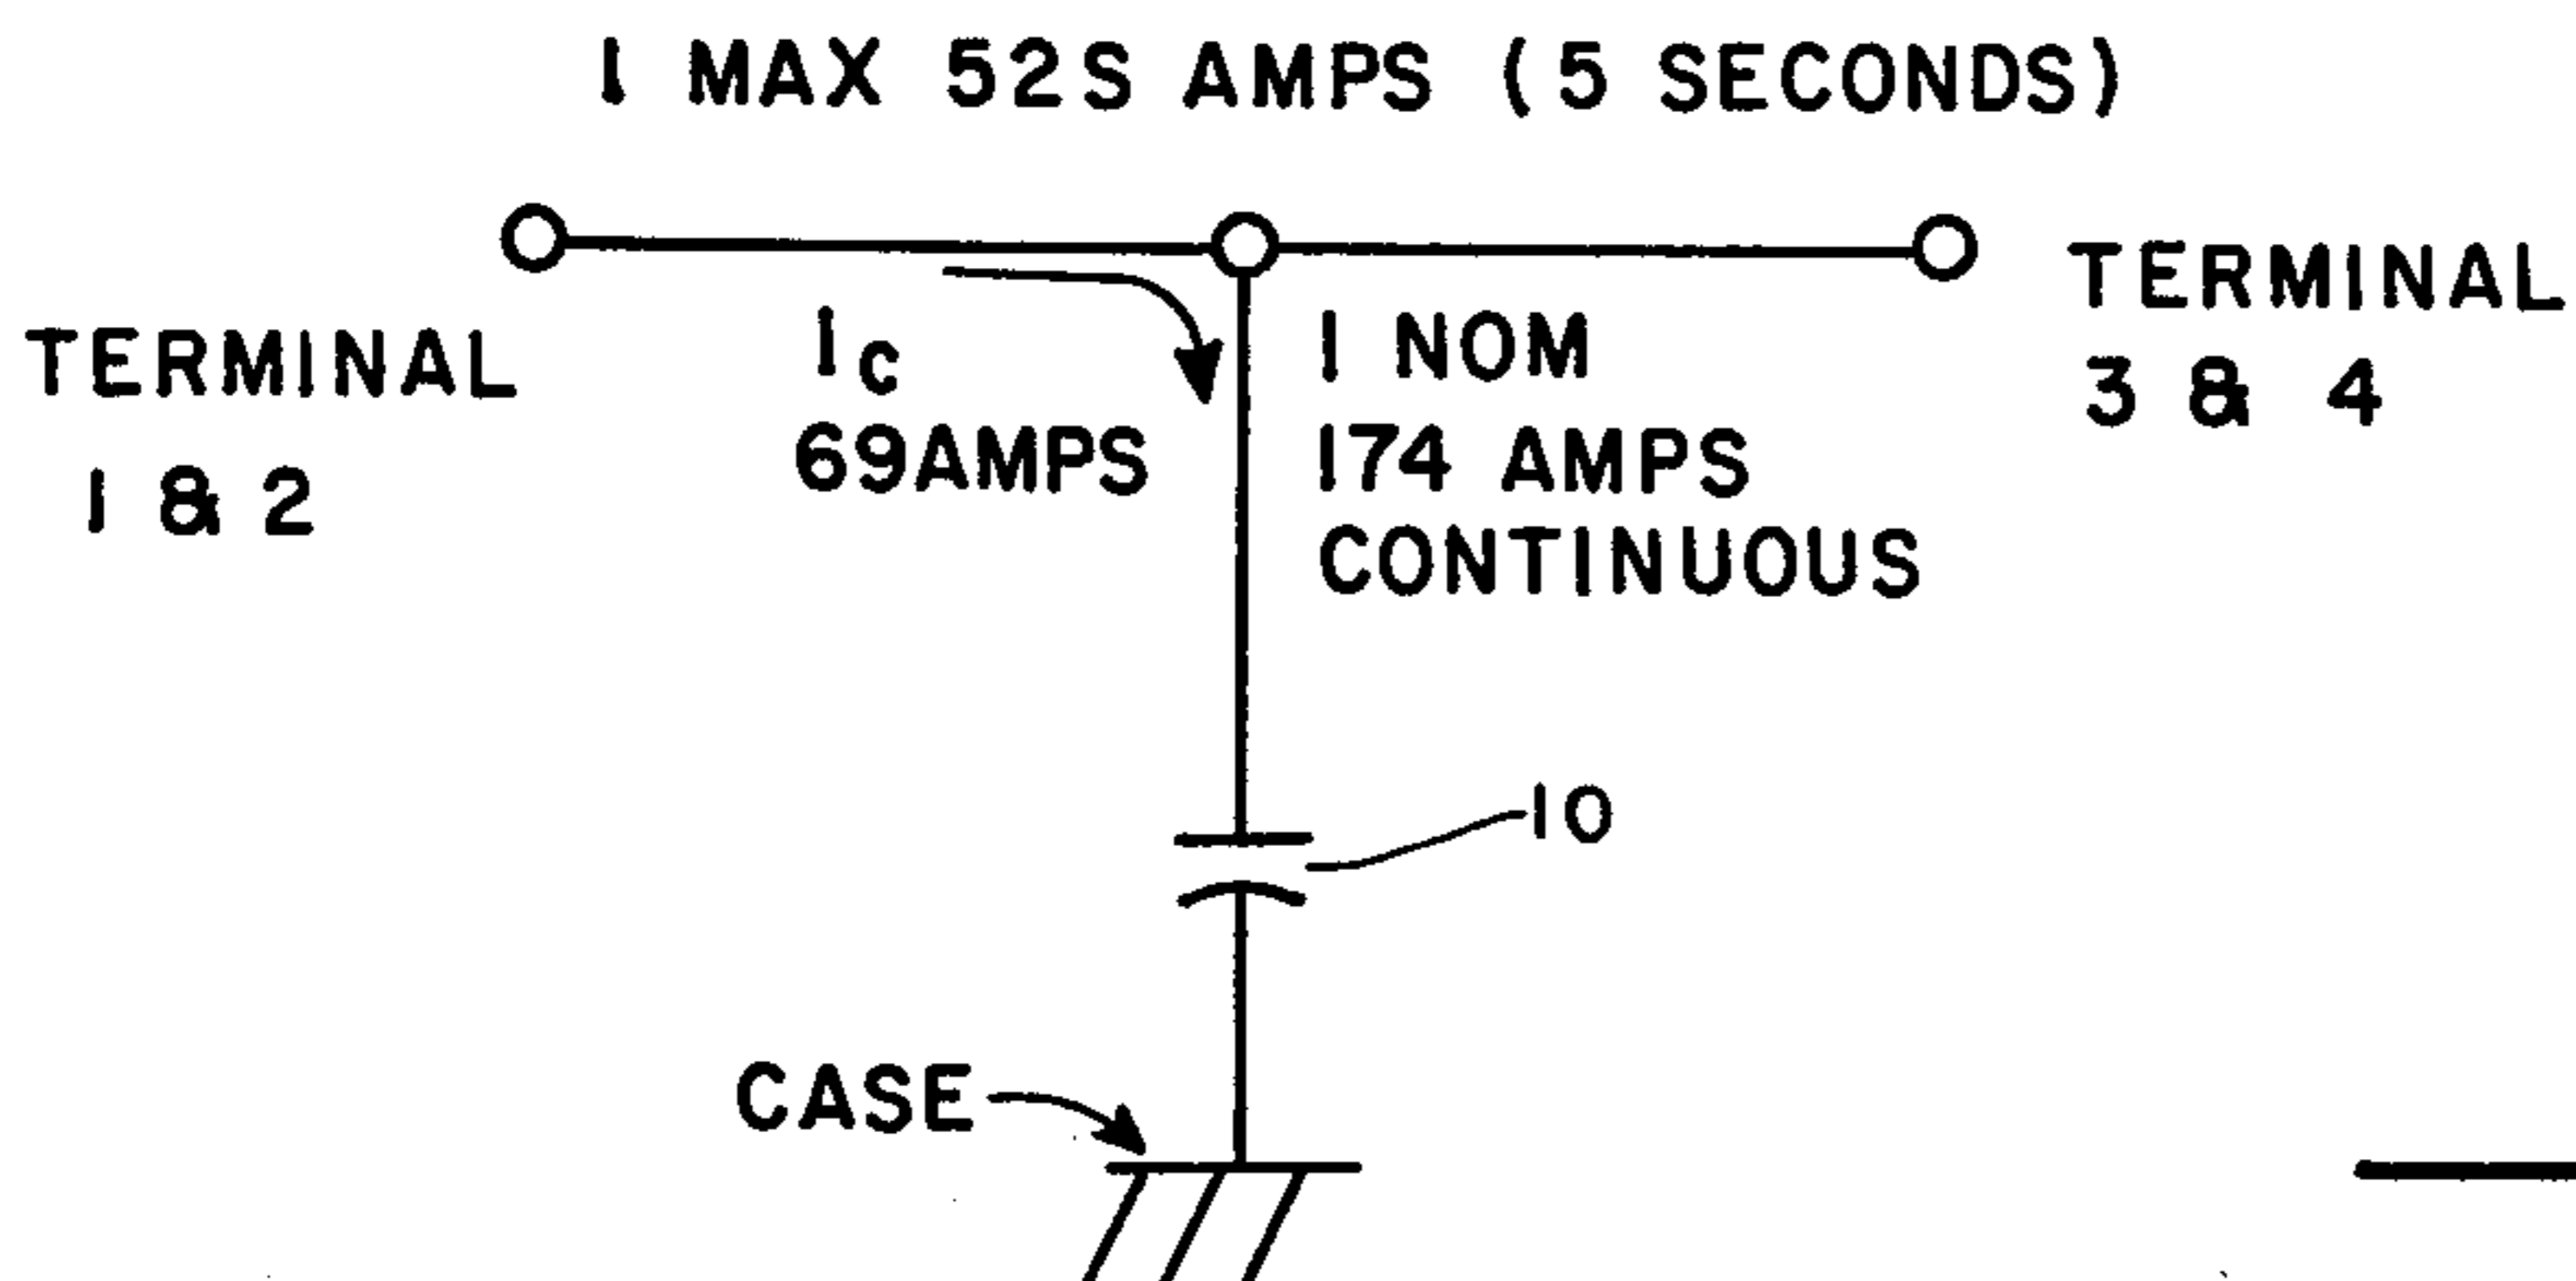 I MAX 52S AMPS (5 SECONDS)
TERMINAL
1 & 2
Ic
69AMPS
I NOM
174 AMPS
CONTINUOUS
TERMINAL
3 & 4
10
CASE